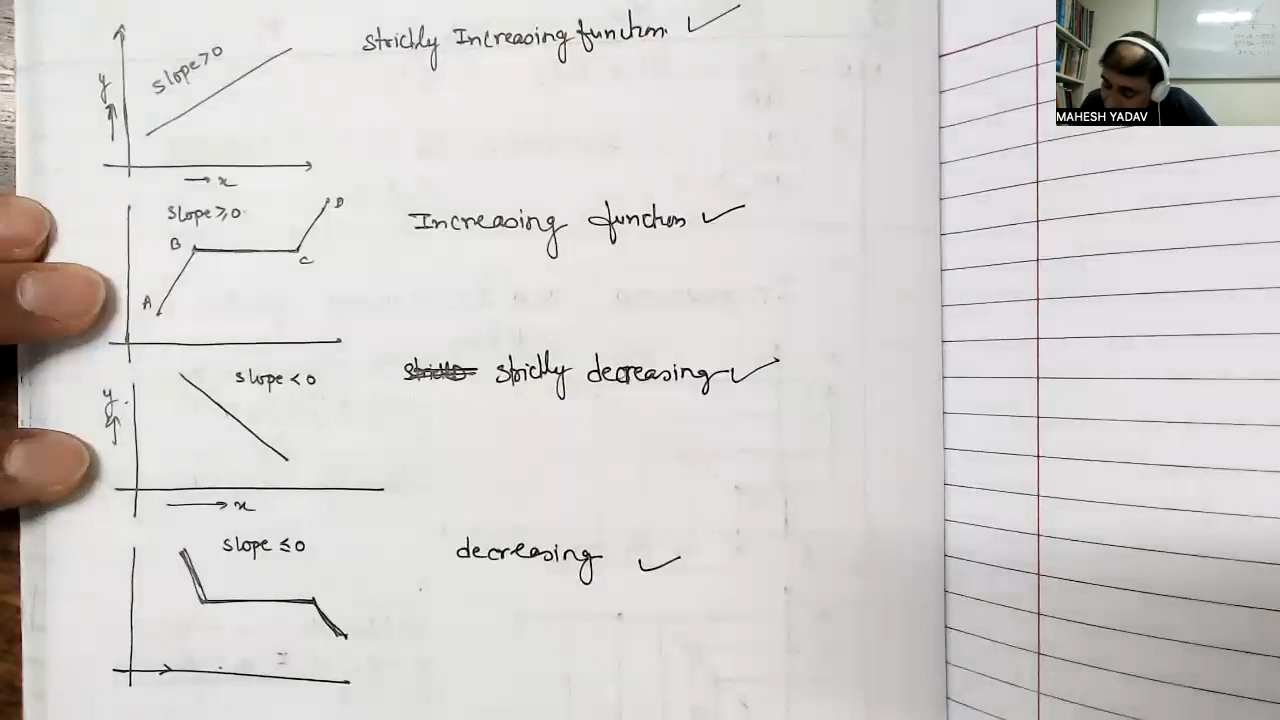 slope>0
strictly Increasing function
y
x
slope ≥ 0
B
D
C
A
Increasing function
slope < 0
strictly decreasing
y
x
slope ≤ 0
decreasing
MAHESH YADAV